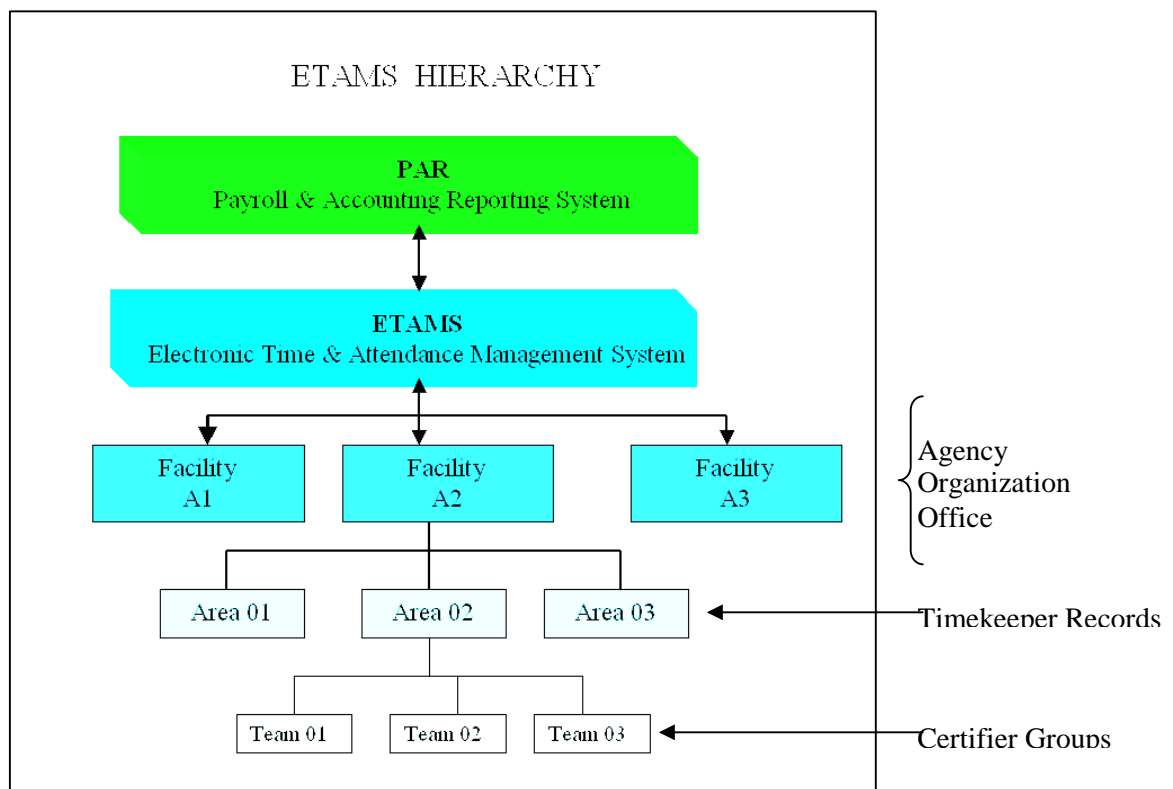 ETAMS HIERARCHY
PAR
Payroll & Accounting Reporting System
ETAMS
Electronic Time & Attendance Management System
Facility
A1
Facility
A2
Facility
A3
Agency
Organization
Office
Area 01
Area 02
Area 03
Timekeeper Records
Team 01
Team 02
Team 03
Certifier Groups